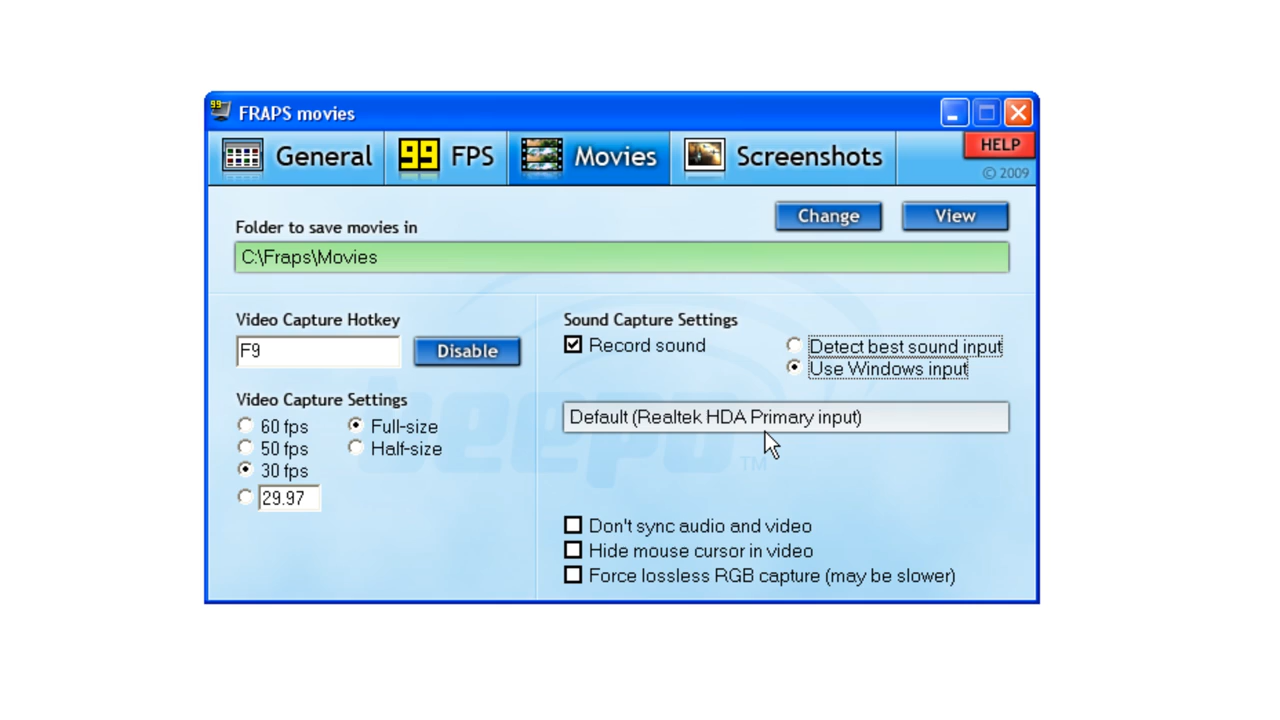 99 FRAPS movies
General 99 FPS Movies Screenshots HELP
© 2009
Folder to save movies in Change View
C:\Fraps\Movies
Video Capture Hotkey
F9 Disable
Video Capture Settings
60 fps Full-size
50 fps Half-size
30 fps
29.97
Sound Capture Settings
Record sound Detect best sound input
Use Windows input
Default (Realtek HDA Primary input)
beepa TM
Don't sync audio and video
Hide mouse cursor in video
Force lossless RGB capture (may be slower)